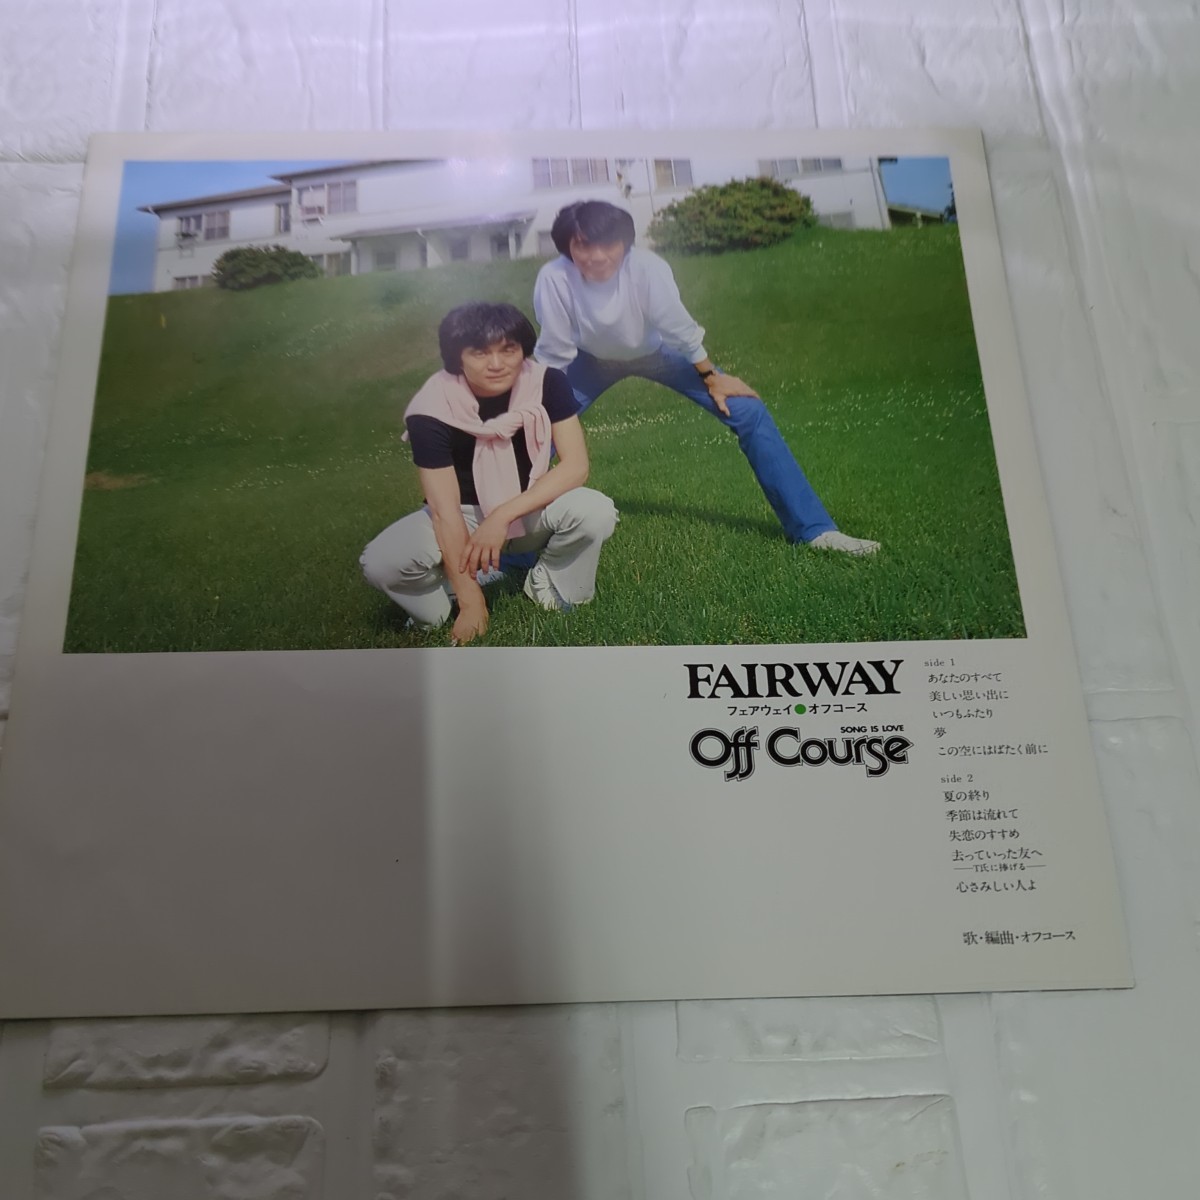 FAIRWAY
フェアウェイ●オフコース
SONG IS LOVE
Off Course
side 1
あなたのすべて
美しい思い出に
いつもふたり
夢
この空にはばたく前に
side 2
夏の終り
季節は流れて
失恋のすすめ
去っていった友へ
——T氏に捧げる——
心さみしい人よ
歌・編曲・オフコース